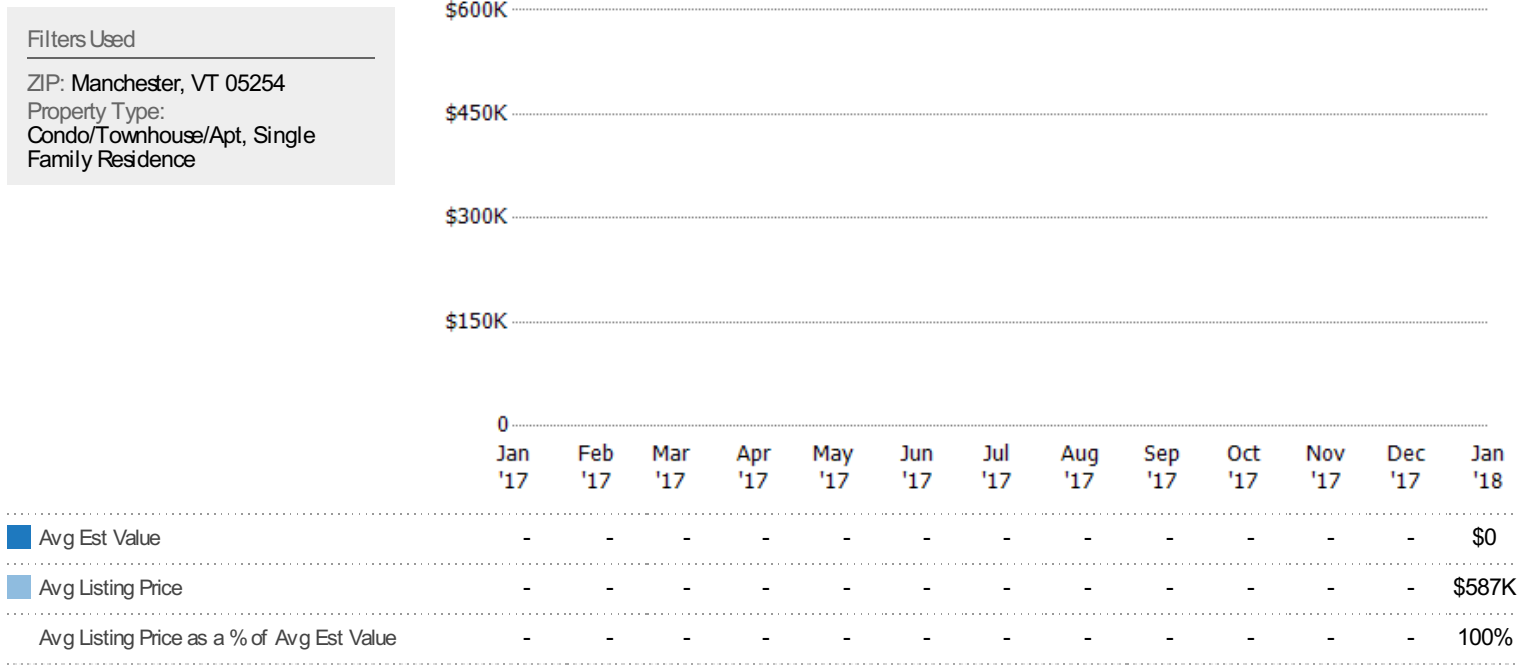 Filters Used
ZIP: Manchester, VT 05254
Property Type:
Condo/Townhouse/Apt, Single
Family Residence
$600K
$450K
$300K
$150K
0
Jan Feb Mar Apr May Jun Jul Aug Sep Oct Nov Dec Jan
'17 '17 '17 '17 '17 '17 '17 '17 '17 '17 '17 '17 '18
Avg Est Value - - - - - - - - - - - - $0
Avg Listing Price - - - - - - - - - - - - $587K
Avg Listing Price as a % of Avg Est Value - - - - - - - - - - - - 100%